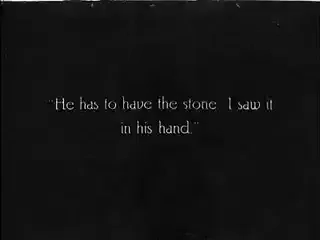 "He has to have the stone I saw it
in his hand."